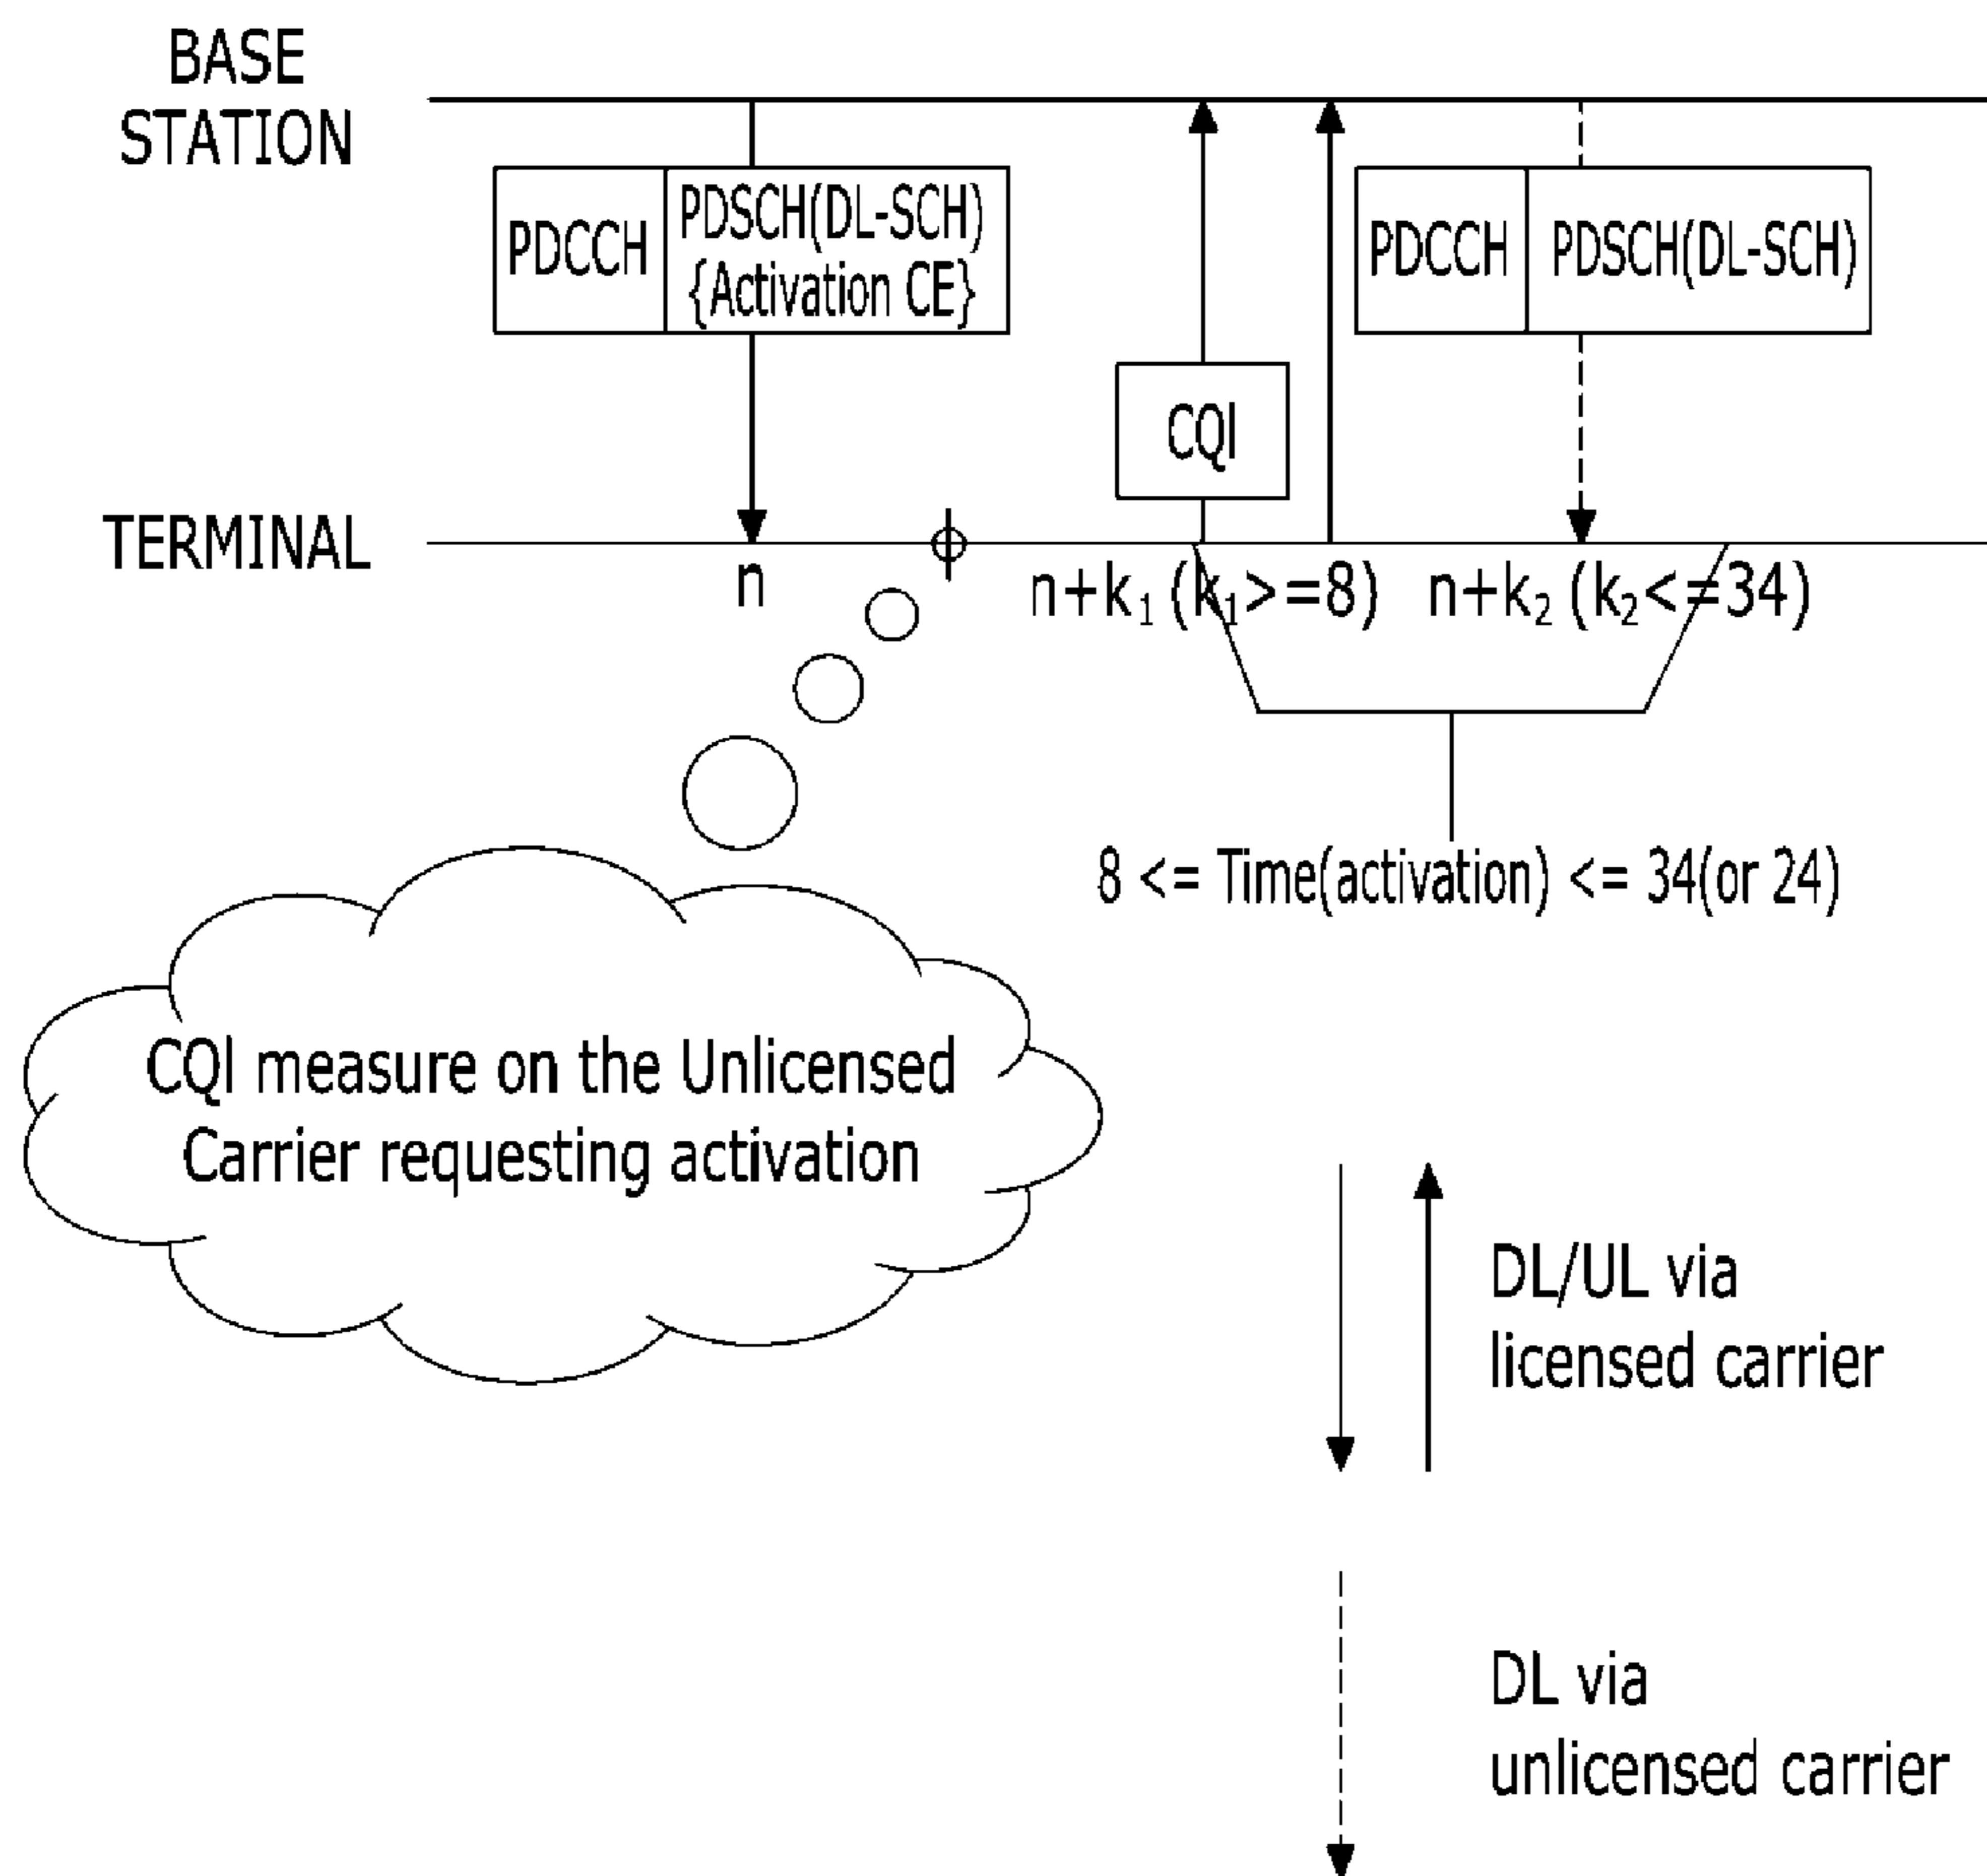 BASE
STATION
PDCCH
PDSCH(DL-SCH)
{Activation CE}
CQI
PDCCH
PDSCH(DL-SCH)
TERMINAL
n
n+k₁ (k₁>=8)
n+k₂ (k₂<=34)
8 <= Time(activation) <= 34(or 24)
CQI measure on the Unlicensed
Carrier requesting activation
DL/UL via
licensed carrier
DL via
unlicensed carrier